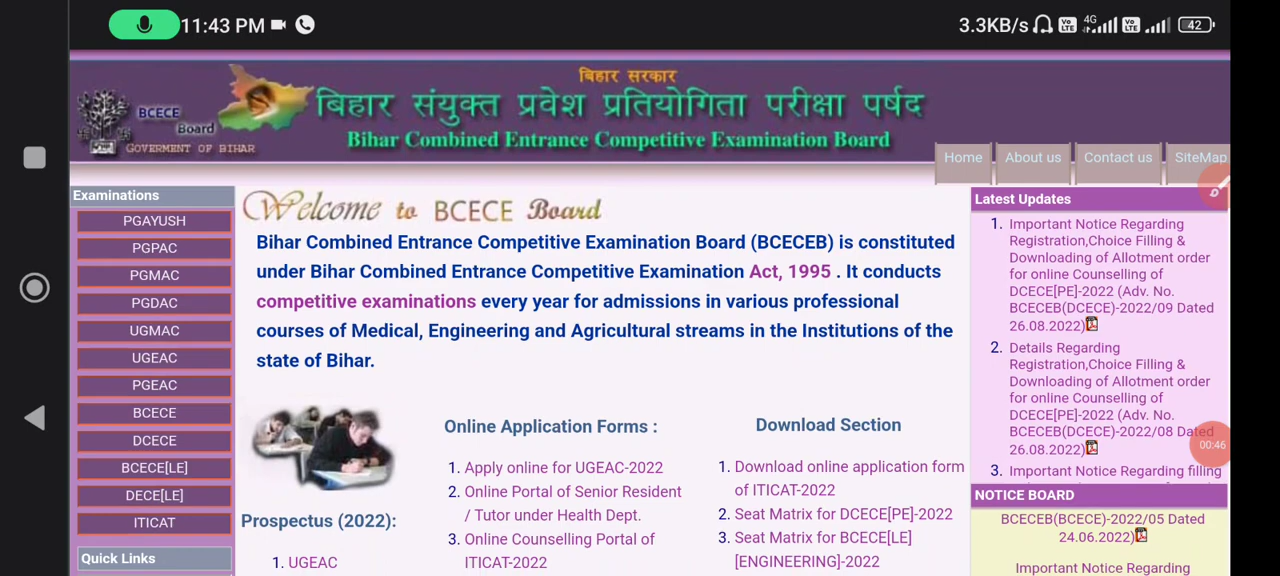 11:43 PM
3.3KB/s
4G
Vo
LTE
Vo
LTE
42
बिहार सरकार
BCECE
Board
GOVERMENT OF BIHAR
बिहार संयुक्त प्रवेश प्रतियोगिता परीक्षा पर्षद
Bihar Combined Entrance Competitive Examination Board
Home
About us
Contact us
SiteMap
Examinations
PGAYUSH
PGPAC
PGMAC
PGDAC
UGMAC
UGEAC
PGEAC
BCECE
DCECE
BCECE[LE]
DECE[LE]
ITICAT
Quick Links
Welcome to BCECE Board
Bihar Combined Entrance Competitive Examination Board (BCECEB) is constituted
under Bihar Combined Entrance Competitive Examination Act, 1995 . It conducts
competitive examinations every year for admissions in various professional
courses of Medical, Engineering and Agricultural streams in the Institutions of the
state of Bihar.
Prospectus (2022):
1. UGEAC
Online Application Forms :
1. Apply online for UGEAC-2022
2. Online Portal of Senior Resident
/ Tutor under Health Dept.
3. Online Counselling Portal of
ITICAT-2022
Download Section
1. Download online application form
of ITICAT-2022
2. Seat Matrix for DCECE[PE]-2022
3. Seat Matrix for BCECE[LE]
[ENGINEERING]-2022
Latest Updates
1. Important Notice Regarding
Registration,Choice Filling &
Downloading of Allotment order
for online Counselling of
DCECE[PE]-2022 (Adv. No.
BCECEB(DCECE)-2022/09 Dated
26.08.2022)
2. Details Regarding
Registration,Choice Filling &
Downloading of Allotment order
for online Counselling of
DCECE[PE]-2022 (Adv. No.
BCECEB(DCECE)-2022/08 Dated
26.08.2022)
00:46
3. Important Notice Regarding filling
NOTICE BOARD
BCECEB(BCECE)-2022/05 Dated
24.06.2022)
Important Notice Regarding